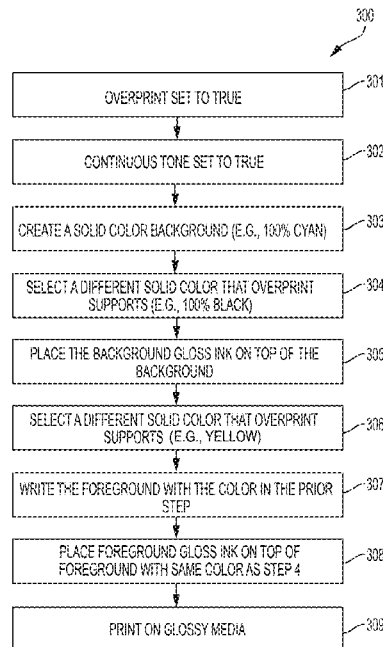 300
OVERPRINT SET TO TRUE
301
CONTINUOUS TONE SET TO TRUE
302
CREATE A SOLID COLOR BACKGROUND (E.G., 100% CYAN)
303
SELECT A DIFFERENT SOLID COLOR THAT OVERPRINT
SUPPORTS (E.G., 100% BLACK)
304
PLACE THE BACKGROUND GLOSS INK ON TOP OF THE
BACKGROUND
305
SELECT A DIFFERENT SOLID COLOR THAT OVERPRINT
SUPPORTS (E.G., YELLOW)
306
WRITE THE FOREGROUND WITH THE COLOR IN THE PRIOR
STEP
307
PLACE FOREGROUND GLOSS INK ON TOP OF
FOREGROUND WITH SAME COLOR AS STEP 4
308
PRINT ON GLOSSY MEDIA
309